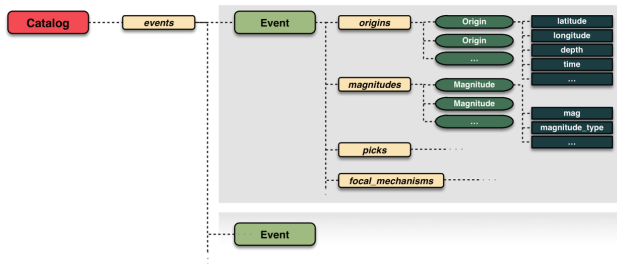 Catalog
events
Event
origins
Origin
Origin
...
latitude
longitude
depth
time
...
magnitudes
Magnitude
Magnitude
...
mag
magnitude_type
...
picks
focal_mechanisms
Event